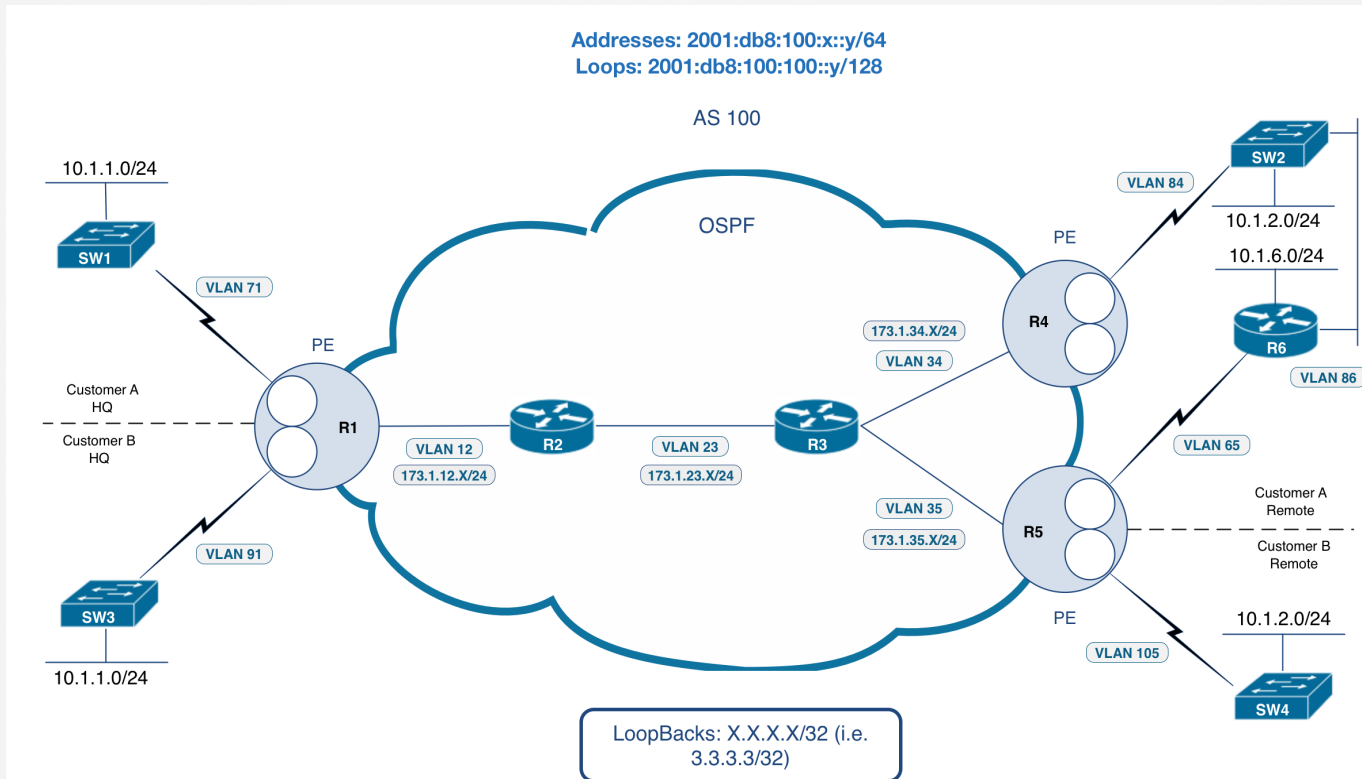 Addresses: 2001:db8:100:x::y/64
Loops: 2001:db8:100:100::y/128
AS 100
OSPF
10.1.1.0/24
SW1
VLAN 71
PE
Customer A
HQ
Customer B
HQ
R1
VLAN 12
173.1.12.X/24
R2
VLAN 23
173.1.23.X/24
R3
VLAN 91
SW3
10.1.1.0/24
173.1.34.X/24
VLAN 34
PE
R4
VLAN 84
SW2
10.1.2.0/24
10.1.6.0/24
R6
VLAN 86
VLAN 65
VLAN 35
173.1.35.X/24
R5
PE
Customer A
Remote
Customer B
Remote
VLAN 105
10.1.2.0/24
SW4
LoopBacks: X.X.X.X/32 (i.e.
3.3.3.3/32)